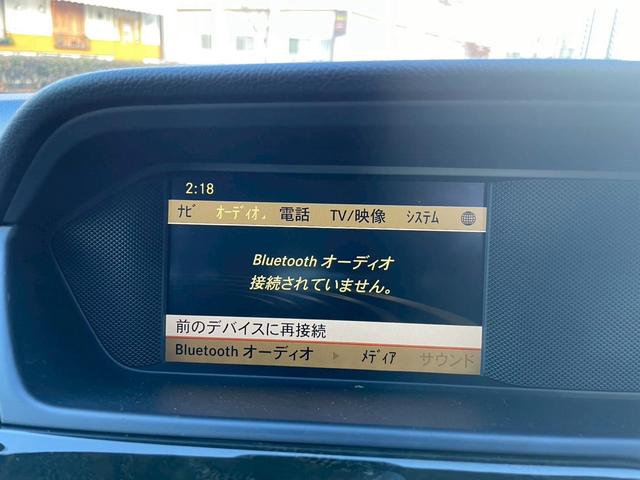 2:18
ナビ オーディオ 電話 TV/映像 システム
Bluetooth オーディオ
接続されていません。
前のデバイスに再接続
Bluetooth オーディオ メディア サウンド